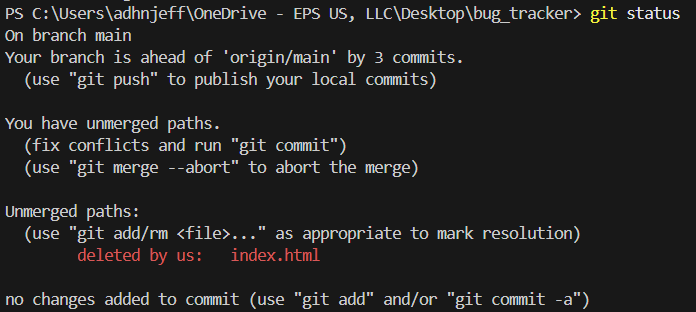 PS C:\Users\adhnjeff\OneDrive - EPS US, LLC\Desktop\bug_tracker> git status
On branch main
Your branch is ahead of 'origin/main' by 3 commits.
  (use "git push" to publish your local commits)

You have unmerged paths.
  (fix conflicts and run "git commit")
  (use "git merge --abort" to abort the merge)

Unmerged paths:
  (use "git add/rm <file>..." as appropriate to mark resolution)
        deleted by us:   index.html

no changes added to commit (use "git add" and/or "git commit -a")